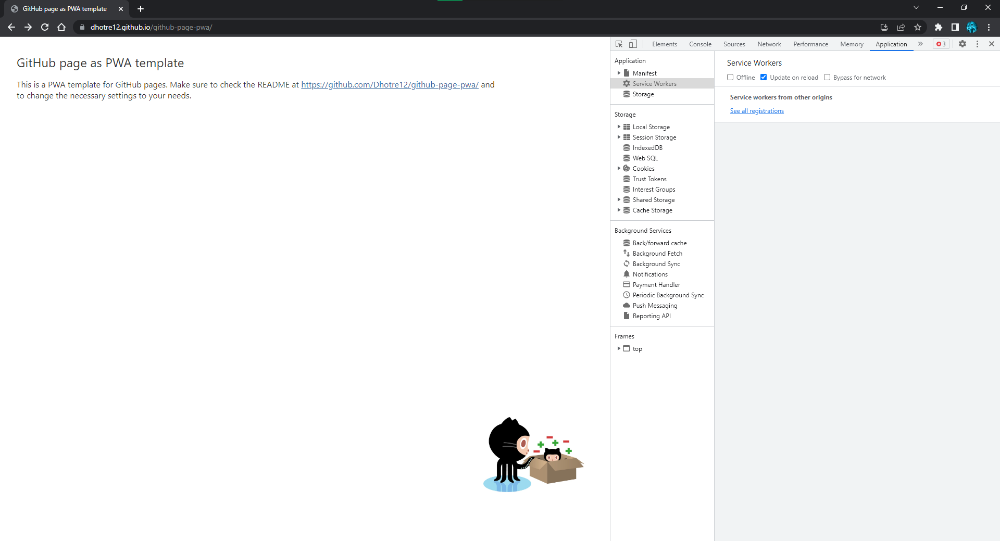 GitHub page as PWA template
dhotre12.github.io/github-page-pwa/
GitHub page as PWA template
This is a PWA template for GitHub pages. Make sure to check the README at https://github.com/Dhotre12/github-page-pwa/ and
to change the necessary settings to your needs.
Elements Console Sources Network Performance Memory Application 3
Application
Manifest
Service Workers
Storage
Storage
Local Storage
Session Storage
IndexedDB
Web SQL
Cookies
Trust Tokens
Interest Groups
Shared Storage
Cache Storage
Background Services
Back/forward cache
Background Fetch
Background Sync
Notifications
Payment Handler
Periodic Background Sync
Push Messaging
Reporting API
Frames
top
Service Workers
Offline Update on reload Bypass for network
Service workers from other origins
See all registrations